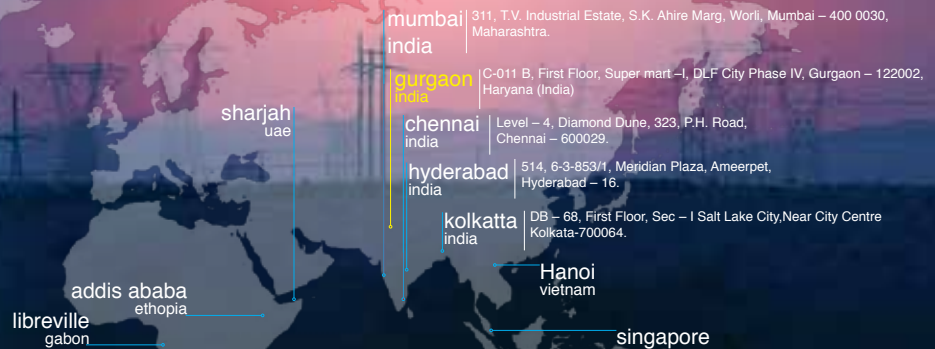 mumbai
india
311, T.V. Industrial Estate, S.K. Ahire Marg, Worli, Mumbai – 400 0030,
Maharashtra.
gurgaon
india
C-011 B, First Floor, Super mart –I, DLF City Phase IV, Gurgaon – 122002,
Haryana (India)
sharjah
uae
chennai
india
Level – 4, Diamond Dune, 323, P.H. Road,
Chennai – 600029.
hyderabad
india
514, 6-3-853/1, Meridian Plaza, Ameerpet,
Hyderabad – 16.
kolkatta
india
DB – 68, First Floor, Sec – I Salt Lake City,Near City Centre
Kolkata-700064.
Hanoi
vietnam
addis ababa
ethopia
libreville
gabon
singapore